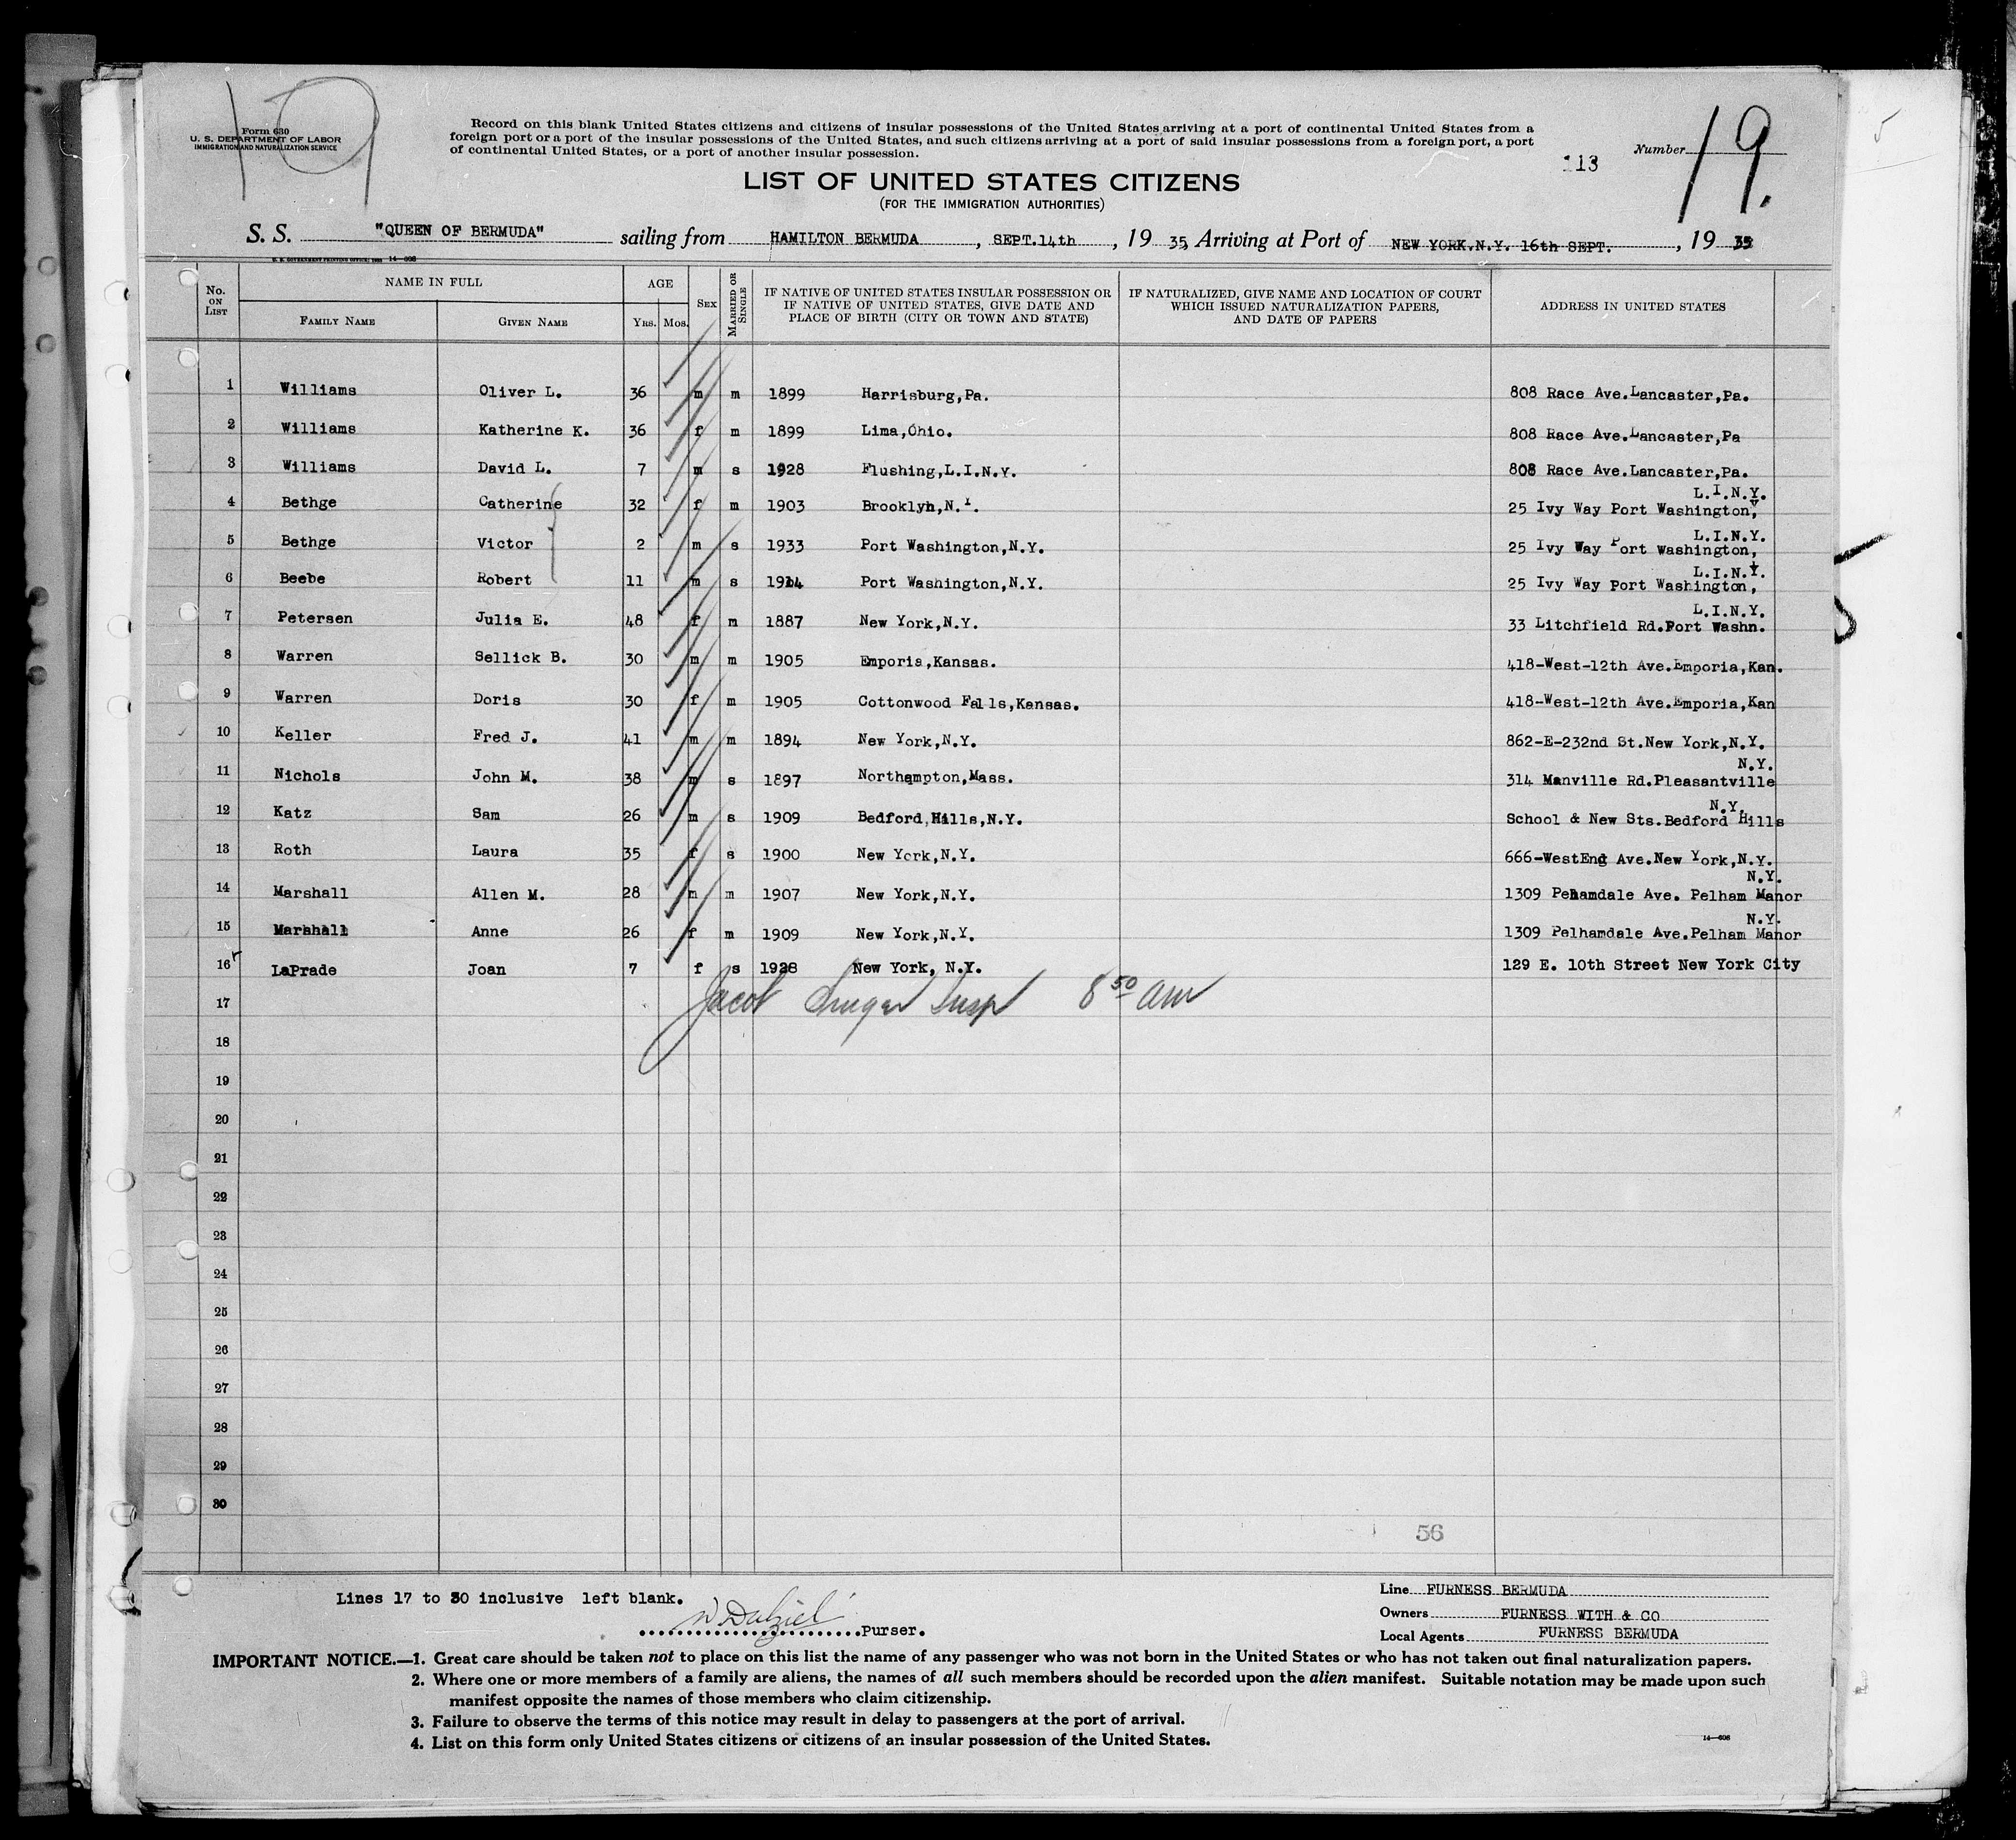 19
Form 630
U. S. DEPARTMENT OF LABOR
IMMIGRATION AND NATURALIZATION SERVICE
Record on this blank United States citizens and citizens of insular possessions of the United States arriving at a port of continental United States from a
foreign port or a port of the insular possessions of the United States, and such citizens arriving at a port of said insular possessions from a foreign port, a port
of continental United States, or a port of another insular possession.
113
Number 19.
LIST OF UNITED STATES CITIZENS
(FOR THE IMMIGRATION AUTHORITIES)
S. S. "QUEEN OF BERMUDA" sailing from HAMILTON BERMUDA, SEPT.14th, 19 35, Arriving at Port of NEW YORK.N.Y. 16th SEPT., 19 35
U. S. GOVERNMENT PRINTING OFFICE: 14—608
No. ON LIST NAME IN FULL FAMILY NAME GIVEN NAME AGE YRS. MOS. SEX MARRIED OR SINGLE IF NATIVE OF UNITED STATES INSULAR POSSESSION OR IF NATIVE OF UNITED STATES, GIVE DATE AND PLACE OF BIRTH (CITY OR TOWN AND STATE) IF NATURALIZED, GIVE NAME AND LOCATION OF COURT WHICH ISSUED NATURALIZATION PAPERS, AND DATE OF PAPERS ADDRESS IN UNITED STATES
1 Williams Oliver L. 36 m m 1899 Harrisburg,Pa. 808 Race Ave.Lancaster,Pa.
2 Williams Katherine K. 36 f m 1899 Lima,Ohio. 808 Race Ave.Lancaster,Pa
3 Williams David L. 7 m s 1928 Flushing,L.I.N.Y. 808 Race Ave.Lancaster,Pa.
4 Bethge Catherine 32 f m 1903 Brooklyn,N.Y. 25 Ivy Way Port Washington, L.I.N.Y.
5 Bethge Victor 2 m s 1933 Port Washington,N.Y. 25 Ivy Way Port Washington, L.I.N.Y.
6 Beebe Robert 11 m s 1924 Port Washington,N.Y. 25 Ivy Way Port Washington, L.I.N.Y.
7 Petersen Julia E. 48 f m 1887 New York,N.Y. 33 Litchfield Rd.Port Washn. L.I.N.Y.
8 Warren Sellick B. 30 m m 1905 Emporia,Kansas. 418-West-12th Ave.Emporia,Kan.
9 Warren Doris 30 f m 1905 Cottonwood Falls,Kansas. 418-West-12th Ave.Emporia,Kan
10 Keller Fred J. 41 m m 1894 New York,N.Y. 862-E-232nd St.New York,N.Y.
11 Nichols John M. 38 m s 1897 Northampton,Mass. 314 Manville Rd.Pleasantville N.Y.
12 Katz Sam 26 m s 1909 Bedford,Hills,N.Y. School & New Sts.Bedford Hills N.Y.
13 Roth Laura 35 f s 1900 New York,N.Y. 666-WestEnd Ave.New York,N.Y.
14 Marshall Allen M. 28 m m 1907 New York,N.Y. 1309 Pelhamdale Ave. Pelham Manor N.Y.
15 Marshall Anne 26 f m 1909 New York,N.Y. 1309 Pelhamdale Ave.Pelham Manor N.Y.
16 LaPrade Joan 7 f s 1928 New York, N.Y. 129 E. 10th Street New York City
17 Jacob Insp 8 50 am
18
19
20
21
22
23
24
25
26
27
28
29
30
56
Lines 17 to 30 inclusive left blank.
W Dalziel
Purser.
Line FURNESS BERMUDA
Owners FURNESS WITH & CO
Local Agents FURNESS BERMUDA
IMPORTANT NOTICE.—1. Great care should be taken not to place on this list the name of any passenger who was not born in the United States or who has not taken out final naturalization papers.
2. Where one or more members of a family are aliens, the names of all such members should be recorded upon the alien manifest. Suitable notation may be made upon such
manifest opposite the names of those members who claim citizenship.
3. Failure to observe the terms of this notice may result in delay to passengers at the port of arrival.
4. List on this form only United States citizens or citizens of an insular possession of the United States.
14—608